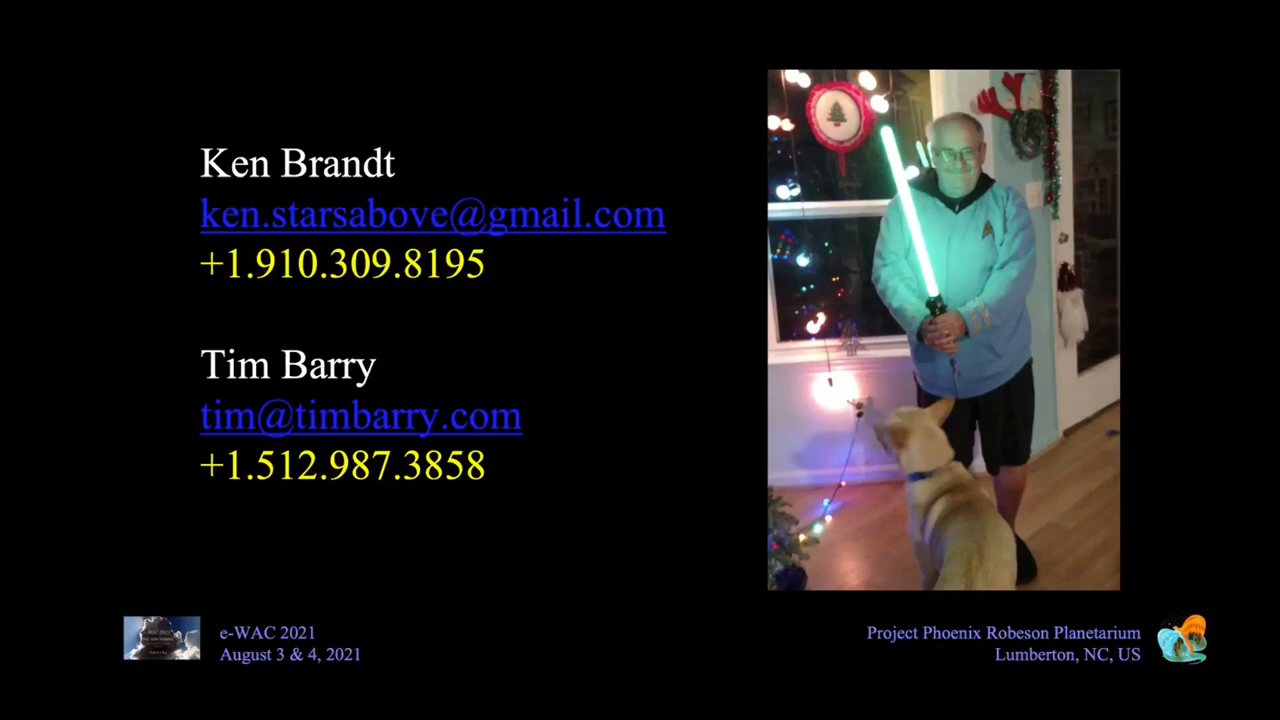 Ken Brandt
ken.starsabove@gmail.com
+1.910.309.8195
Tim Barry
tim@timbarry.com
+1.512.987.3858
e-WAC 2021
August 3 & 4, 2021
Project Phoenix Robeson Planetarium
Lumberton, NC, US